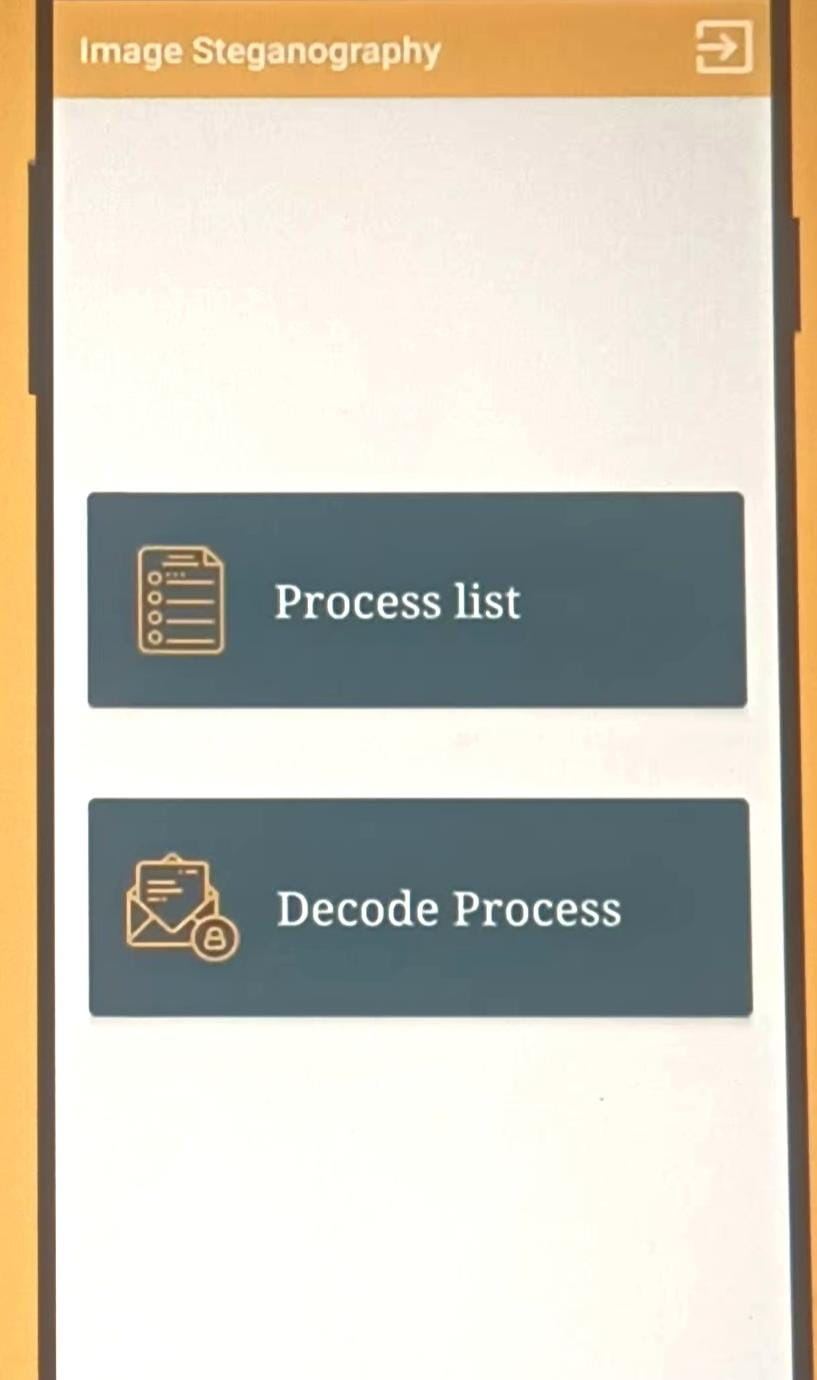 Image Steganography
Process list
Decode Process